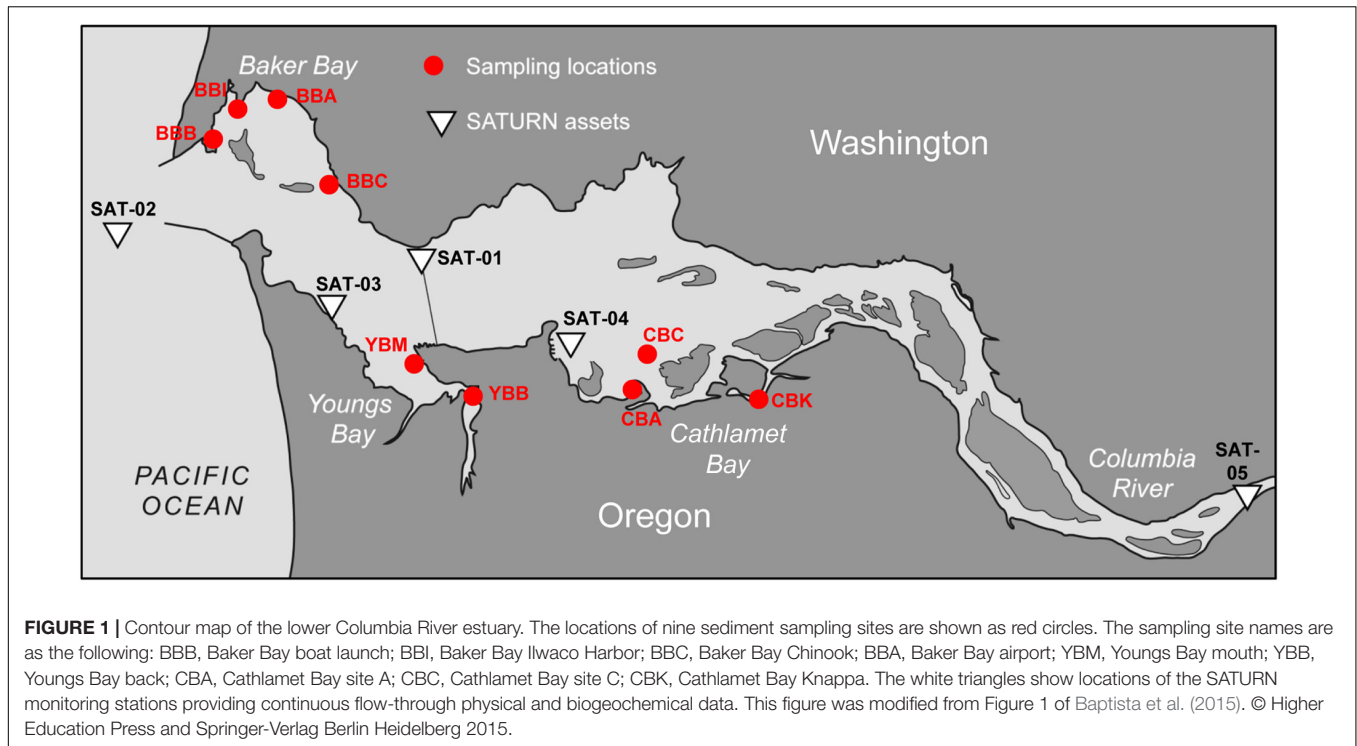 Baker Bay
Sampling locations
BBI
BBA
BBB
SATURN assets
Washington
BBC
SAT-02
SAT-01
SAT-03
SAT-04
CBC
YBM
YBB
CBA
CBK
Youngs
Bay
Cathlamet
Bay
SAT-
05
Columbia
River
PACIFIC
OCEAN
Oregon
FIGURE 1 | Contour map of the lower Columbia River estuary. The locations of nine sediment sampling sites are shown as red circles. The sampling site names are
as the following: BBB, Baker Bay boat launch; BBI, Baker Bay Ilwaco Harbor; BBC, Baker Bay Chinook; BBA, Baker Bay airport; YBM, Youngs Bay mouth; YBB,
Youngs Bay back; CBA, Cathlamet Bay site A; CBC, Cathlamet Bay site C; CBK, Cathlamet Bay Knappa. The white triangles show locations of the SATURN
monitoring stations providing continuous flow-through physical and biogeochemical data. This figure was modified from Figure 1 of Baptista et al. (2015). © Higher
Education Press and Springer-Verlag Berlin Heidelberg 2015.